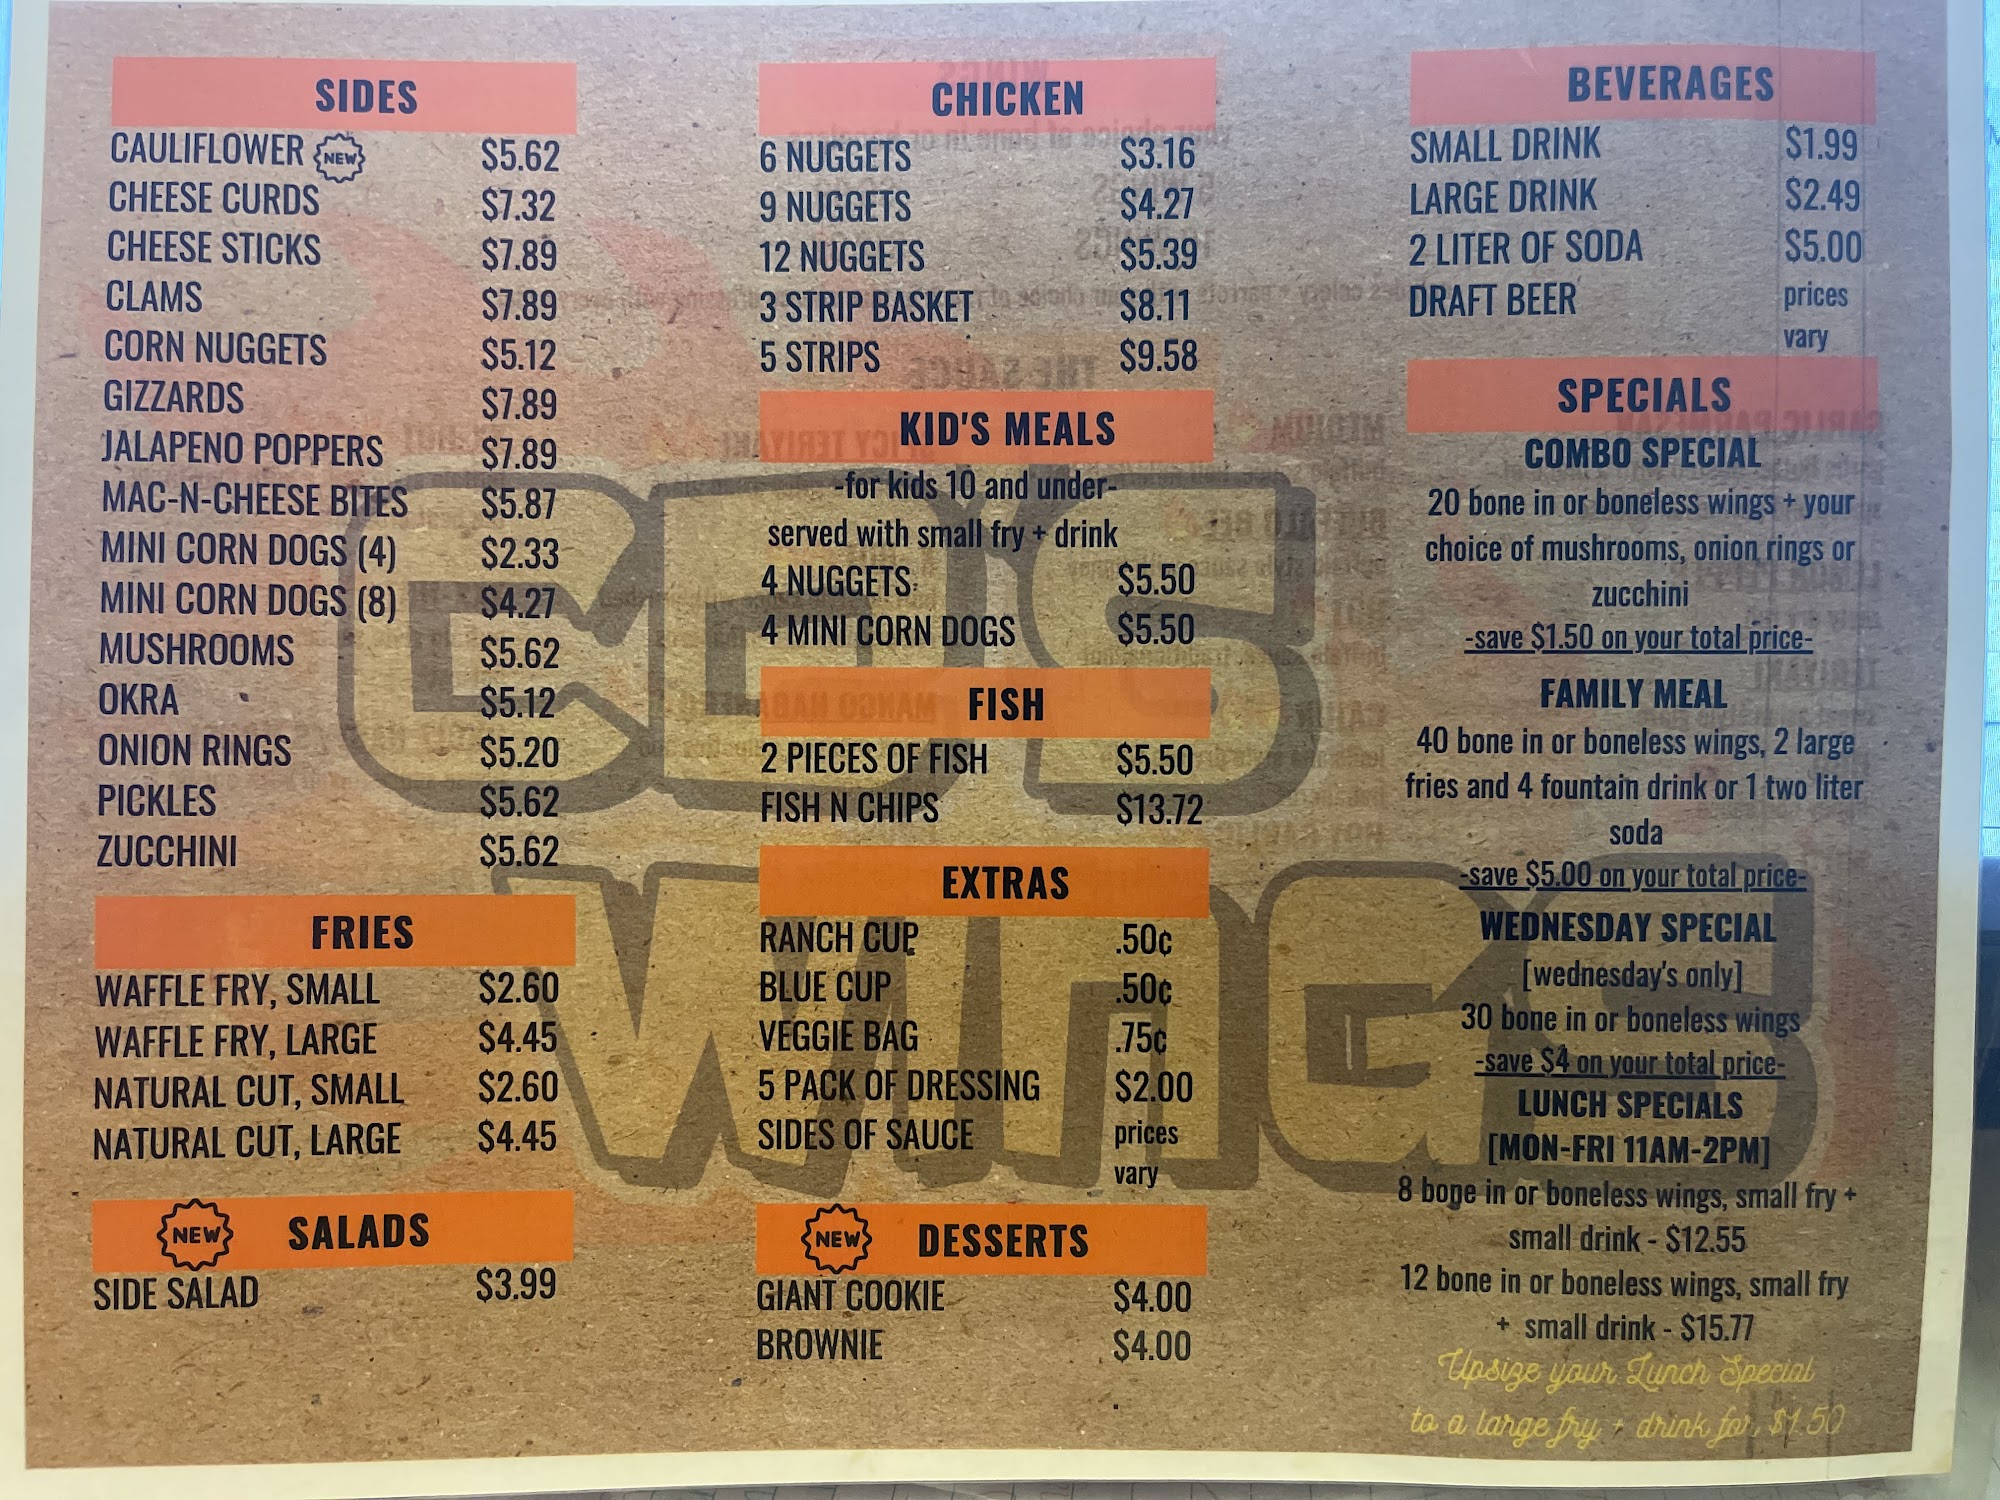 SIDES
CAULIFLOWER NEW $5.62
CHEESE CURDS $7.32
CHEESE STICKS $7.89
CLAMS $7.89
CORN NUGGETS $5.12
GIZZARDS $7.89
JALAPENO POPPERS $7.89
MAC-N-CHEESE BITES $5.87
MINI CORN DOGS (4) $2.33
MINI CORN DOGS (8) $4.27
MUSHROOMS $5.62
OKRA $5.12
ONION RINGS $5.20
PICKLES $5.62
ZUCCHINI $5.62
FRIES
WAFFLE FRY, SMALL $2.60
WAFFLE FRY, LARGE $4.45
NATURAL CUT, SMALL $2.60
NATURAL CUT, LARGE $4.45
NEW SALADS
SIDE SALAD $3.99
CHICKEN
6 NUGGETS $3.16
9 NUGGETS $4.27
12 NUGGETS $5.39
3 STRIP BASKET $8.11
5 STRIPS $9.58
KID'S MEALS
-for kids 10 and under-
served with small fry + drink
4 NUGGETS $5.50
4 MINI CORN DOGS $5.50
FISH
2 PIECES OF FISH $5.50
FISH N CHIPS $13.72
EXTRAS
RANCH CUP .50¢
BLUE CUP .50¢
VEGGIE BAG .75¢
5 PACK OF DRESSING $2.00
SIDES OF SAUCE prices
vary
NEW DESSERTS
GIANT COOKIE $4.00
BROWNIE $4.00
BEVERAGES
SMALL DRINK $1.99
LARGE DRINK $2.49
2 LITER OF SODA $5.00
DRAFT BEER prices
vary
SPECIALS
COMBO SPECIAL
20 bone in or boneless wings + your
choice of mushrooms, onion rings or
zucchini
-save $1.50 on your total price-
FAMILY MEAL
40 bone in or boneless wings, 2 large
fries and 4 fountain drink or 1 two liter
soda
-save $5.00 on your total price-
WEDNESDAY SPECIAL
[wednesday's only]
30 bone in or boneless wings
-save $4 on your total price-
LUNCH SPECIALS
[MON-FRI 11AM-2PM]
8 bone in or boneless wings, small fry +
small drink - $12.55
12 bone in or boneless wings, small fry
+ small drink - $15.77
Upsize your Lunch Special
to a large fry + drink for $1.50
CD'S
WINGS